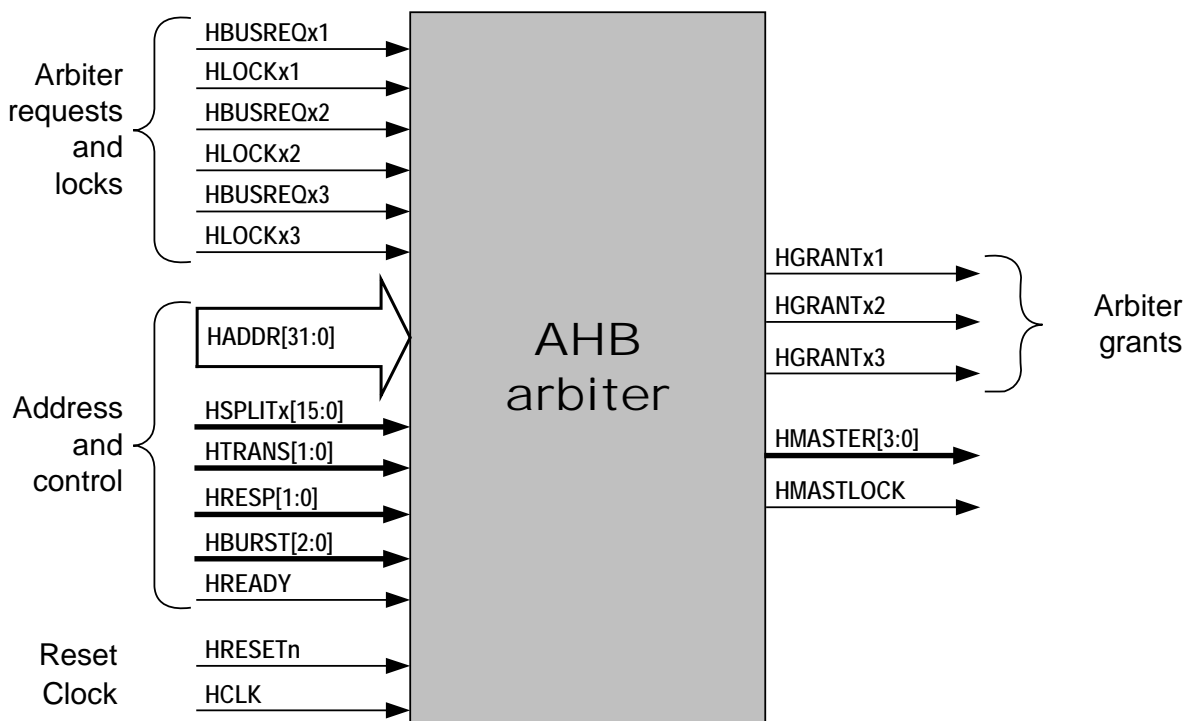 HBUSREQx1
HLOCKx1
HBUSREQx2
HLOCKx2
HBUSREQx3
HLOCKx3
Arbiter
requests
and
locks
HADDR[31:0]
HSPLITx[15:0]
HTRANS[1:0]
HRESP[1:0]
HBURST[2:0]
HREADY
Address
and
control
Reset
HRESETn
Clock
HCLK
AHB
arbiter
HGRANTx1
HGRANTx2
HGRANTx3
Arbiter
grants
HMASTER[3:0]
HMASTLOCK